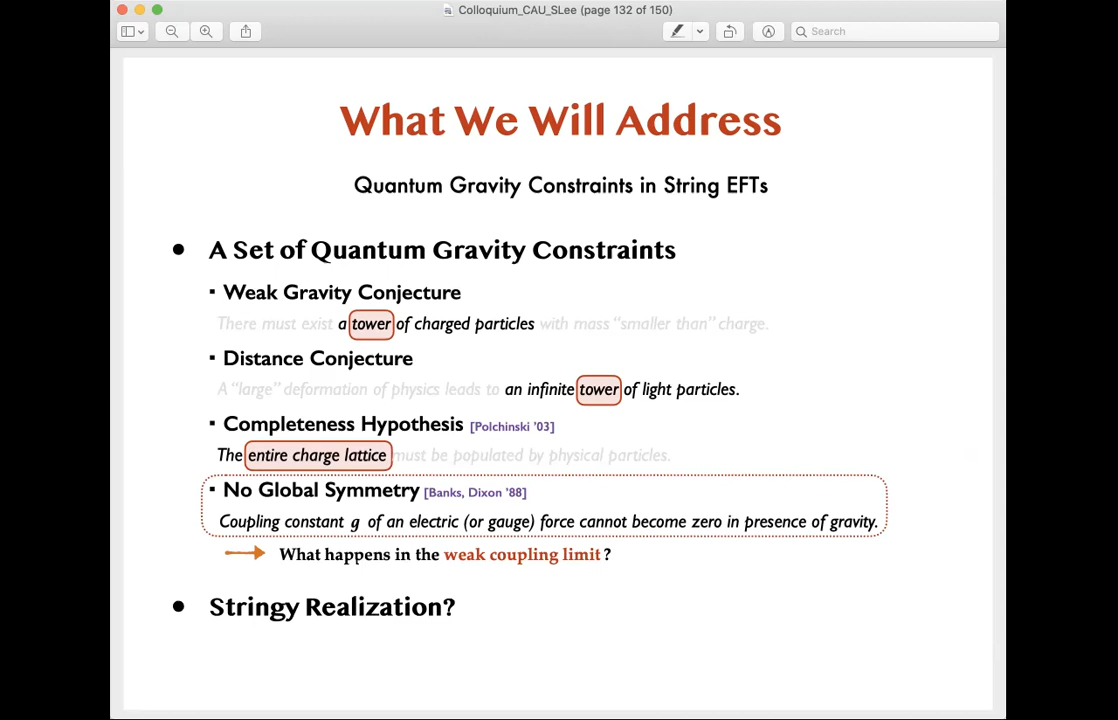 Colloquium_CAU_SLee (page 132 of 150)
Search
What We Will Address
Quantum Gravity Constraints in String EFTs
• A Set of Quantum Gravity Constraints
▪ Weak Gravity Conjecture
There must exist a tower of charged particles with mass “smaller than” charge.
▪ Distance Conjecture
A “large” deformation of physics leads to an infinite tower of light particles.
▪ Completeness Hypothesis [Polchinski ’03]
The entire charge lattice must be populated by physical particles.
▪ No Global Symmetry [Banks, Dixon ’88]
Coupling constant g of an electric (or gauge) force cannot become zero in presence of gravity.
What happens in the weak coupling limit ?
• Stringy Realization?